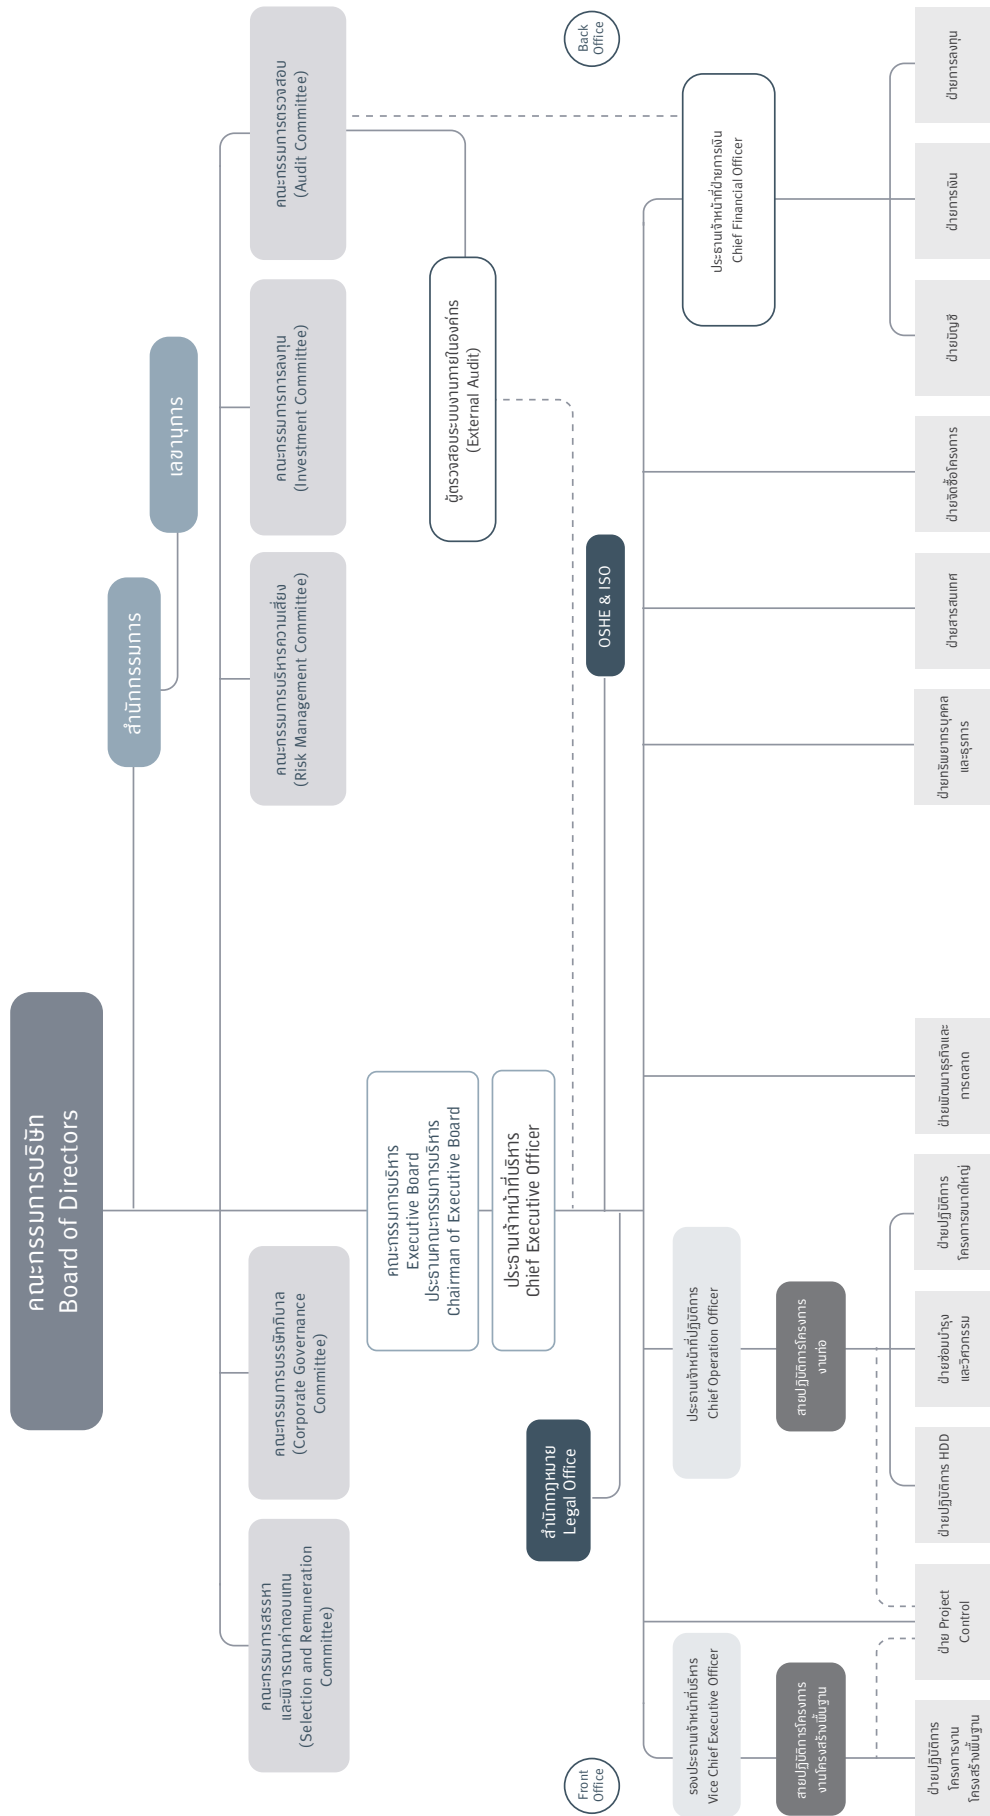 คณะกรรมการบริษัท
Board of Directors
สำนักกรรมการ
เลขานุการ
คณะกรรมการสรรหา
และพิจารณาค่าตอบแทน
(Selection and Remuneration
Committee)
คณะกรรมการบรรษัทภิบาล
(Corporate Governance
Committee)
คณะกรรมการบริหารความเสี่ยง
(Risk Management Committee)
คณะกรรมการการลงทุน
(Investment Committee)
คณะกรรมการตรวจสอบ
(Audit Committee)
คณะกรรมการบริหาร
Executive Board
ประธานคณะกรรมการบริหาร
Chairman of Executive Board
ผู้ตรวจสอบระบบงานภายในองค์กร
(External Audit)
ประธานเจ้าหน้าที่บริหาร
Chief Executive Officer
สำนักกฎหมาย
Legal Office
OSHE & ISO
Front
Office
Back
Office
รองประธานเจ้าหน้าที่บริหาร
Vice Chief Executive Officer
ประธานเจ้าหน้าที่ปฏิบัติการ
Chief Operation Officer
ประธานเจ้าหน้าที่ฝ่ายการเงิน
Chief Financial Officer
สายปฏิบัติการโครงการ
งานโครงสร้างพื้นฐาน
สายปฏิบัติการโครงการ
งานท่อ
ฝ่ายปฏิบัติการ
โครงการงาน
โครงสร้างพื้นฐาน
ฝ่าย Project
Control
ฝ่ายปฏิบัติการ HDD
ฝ่ายซ่อมบำรุง
และวิศวกรรม
ฝ่ายปฏิบัติการ
โครงการขนาดใหญ่
ฝ่ายพัฒนาธุรกิจและ
การตลาด
ฝ่ายทรัพยากรบุคคล
และธุรการ
ฝ่ายสารสนเทศ
ฝ่ายจัดซื้อโครงการ
ฝ่ายบัญชี
ฝ่ายการเงิน
ฝ่ายการลงทุน